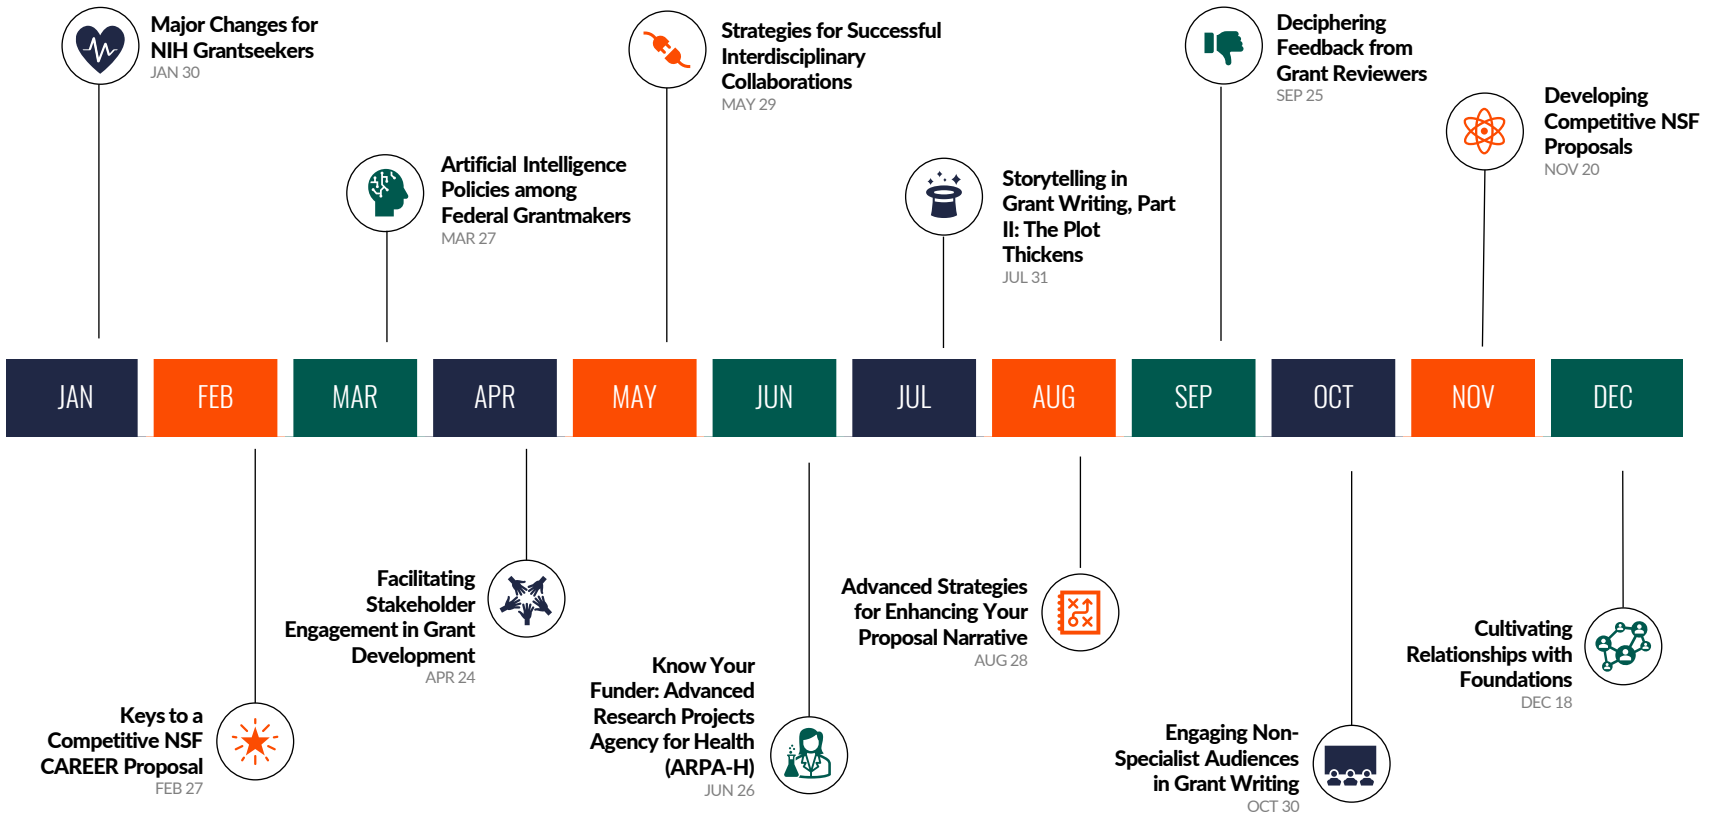 Major Changes for
NIH Grantseekers
JAN 30
Strategies for Successful
Interdisciplinary
Collaborations
MAY 29
Deciphering
Feedback from
Grant Reviewers
SEP 25
Developing
Competitive NSF
Proposals
NOV 20
Artificial Intelligence
Policies among
Federal Grantmakers
MAR 27
Storytelling in
Grant Writing, Part
II: The Plot
Thickens
JUL 31
JAN
FEB
MAR
APR
MAY
JUN
JUL
AUG
SEP
OCT
NOV
DEC
Facilitating
Stakeholder
Engagement in Grant
Development
APR 24
Advanced Strategies
for Enhancing Your
Proposal Narrative
AUG 28
Cultivating
Relationships with
Foundations
DEC 18
Know Your
Funder: Advanced
Research Projects
Agency for Health
(ARPA-H)
JUN 26
Keys to a
Competitive NSF
CAREER Proposal
FEB 27
Engaging Non-
Specialist Audiences
in Grant Writing
OCT 30